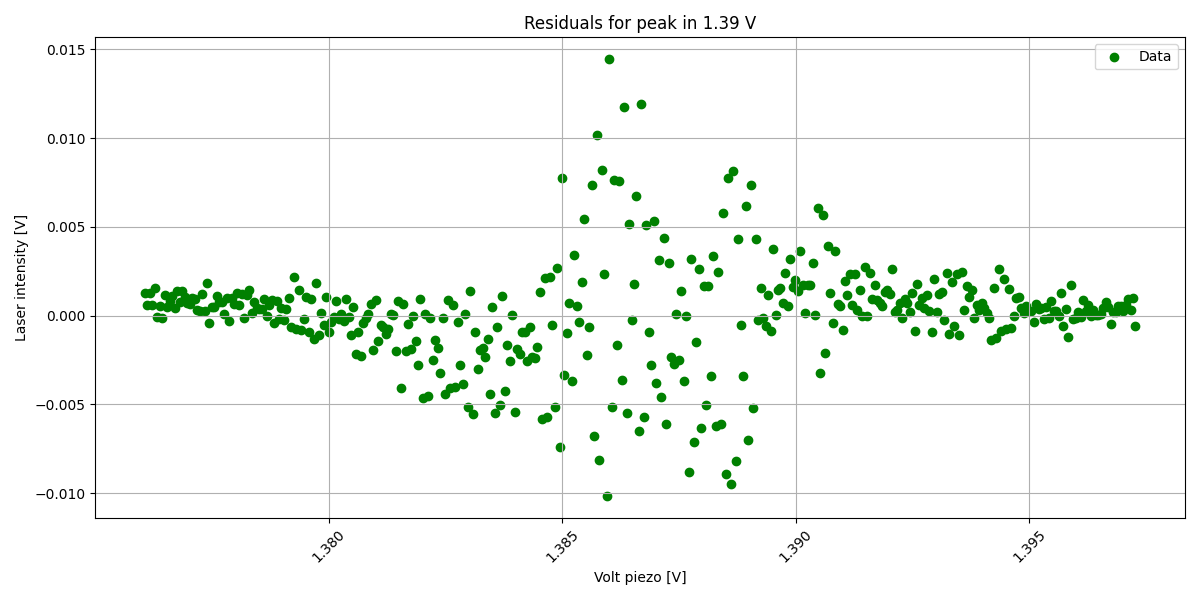 Residuals for peak in 1.39 V
Data
0.015
0.010
0.005
0.000
−0.005
−0.010
Laser intensity [V]
1.380
1.385
1.390
1.395
Volt piezo [V]